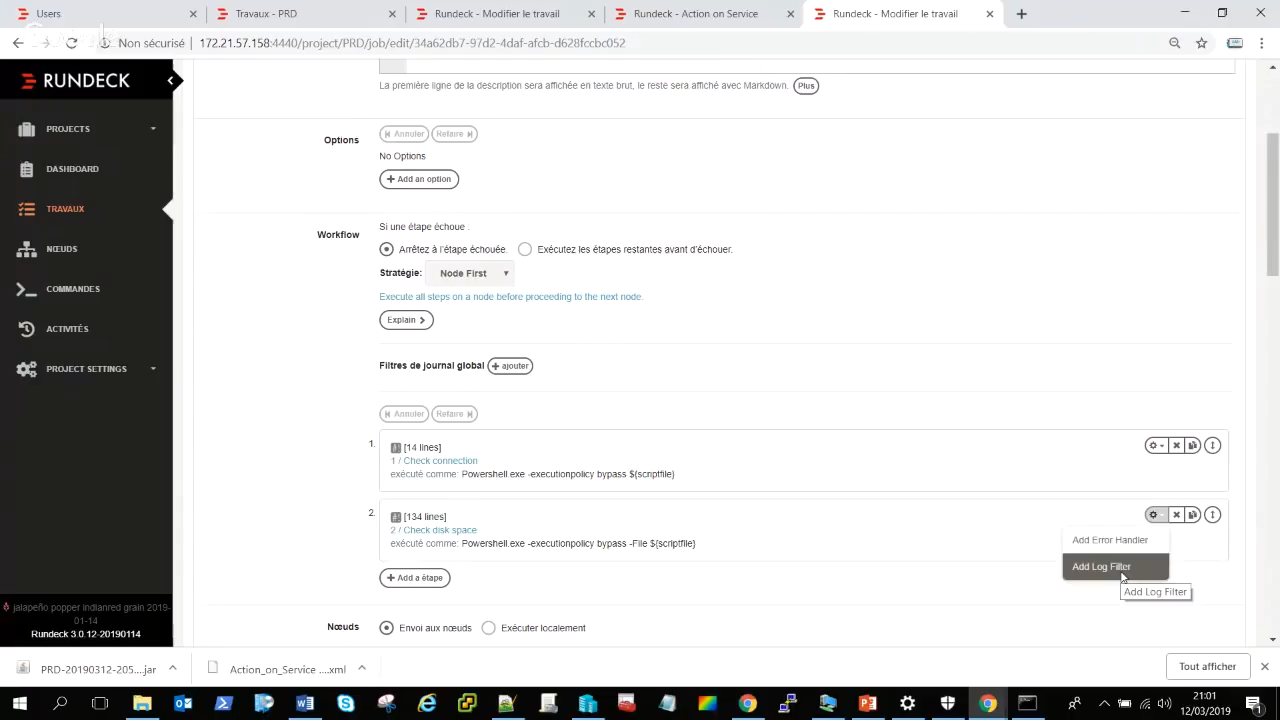 Users
Travaux - PRD
Rundeck - Modifier le travail
Rundeck - Action on Service
Rundeck - Modifier le travail
Non sécurisé
172.21.57.158:4440/project/PRD/job/edit/34a62db7-97d2-4daf-afcb-d628fccbc052
RUNDECK
La première ligne de la description sera affichée en texte brut, le reste sera affiché avec Markdown. Plus
PROJECTS
Options
Annuler Refaire
No Options
DASHBOARD
+ Add an option
TRAVAUX
Workflow
Si une étape échoue :
NŒUDS
Arrêtez à l'étape échouée. Exécutez les étapes restantes avant d'échouer.
Stratégie: Node First
COMMANDES
Execute all steps on a node before proceeding to the next node.
Explain
ACTIVITÉS
PROJECT SETTINGS
Filtres de journal global + ajouter
Annuler Refaire
1. [14 lines]
1 / Check connection
exécuté comme: Powershell.exe -executionpolicy bypass ${scriptfile}
2. [134 lines]
2 / Check disk space
exécuté comme: Powershell.exe -executionpolicy bypass -File ${scriptfile}
Add Error Handler
Add Log Filter
Add Log Filter
+ Add a étape
jalapeño popper indianred grain 2019-
01-14
Rundeck 3.0.12-20190114
Nœuds Envoi aux nœuds Exécuter localement
PRD-20190312-205....jar
Action_on_Service ....xml
Tout afficher
21:01
12/03/2019